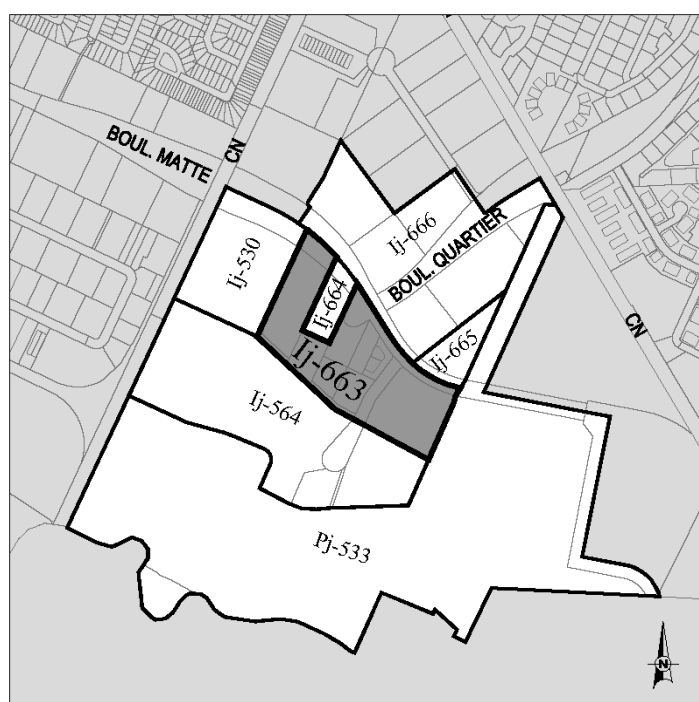 BOUL. MATTE
CN
Ij-666
BOUL. QUARTIER
Ij-530
Ij-664
CN
Ij-665
Ij-663
Ij-564
Pj-533
N